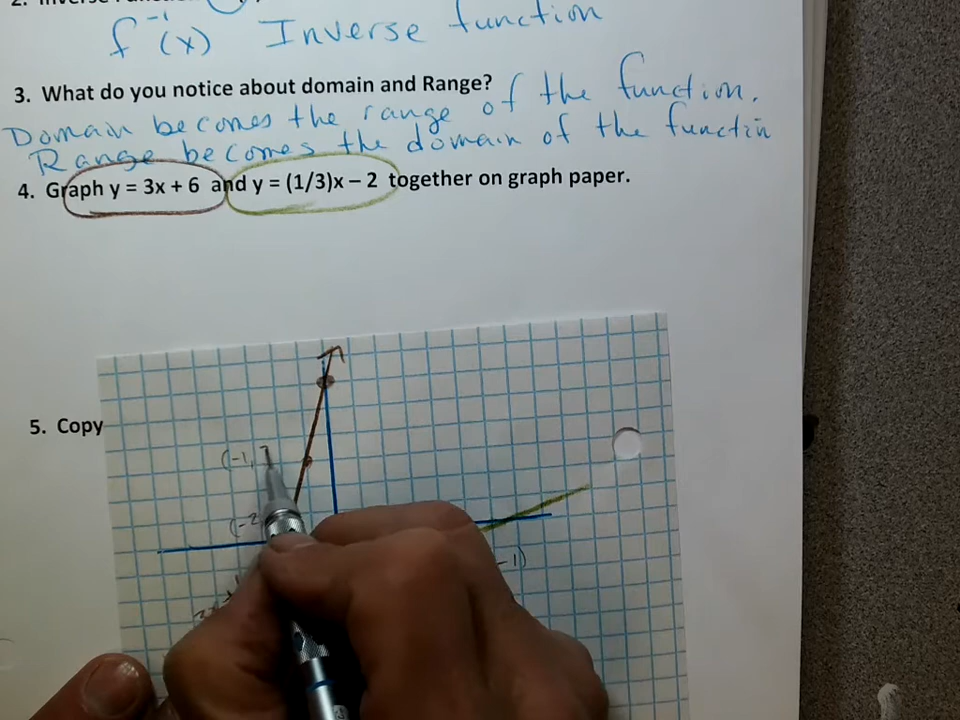 f⁻¹(x) Inverse function
3. What do you notice about domain and Range?
Domain becomes the range of the function.
Range becomes the domain of the functin
4. Graph y = 3x + 6 and y = (1/3)x – 2 together on graph paper.
5. Copy
(-1,
(-2
-1)